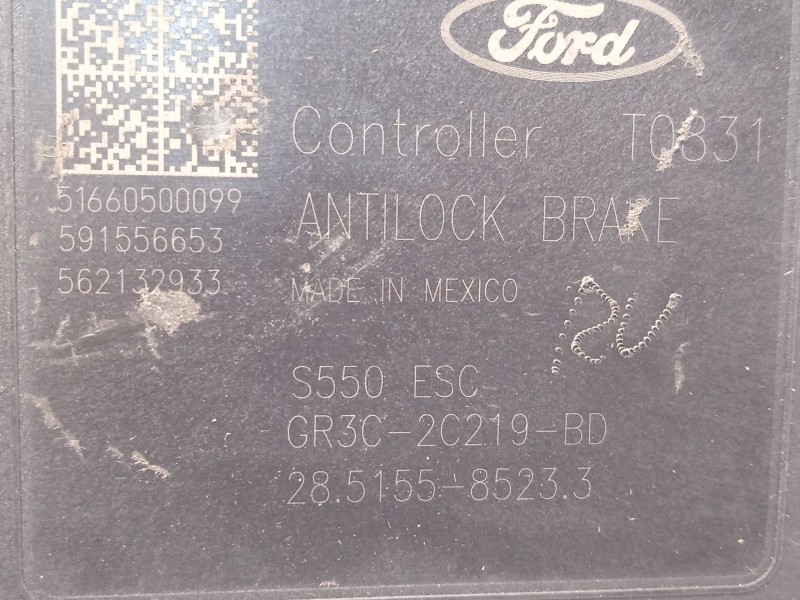 Ford
Controller T0831
51660500099
591556653
562132933
ANTILOCK BRAKE
MADE IN MEXICO
S550 ESC
GR3C-2C219-BD
28.5155-8523.3